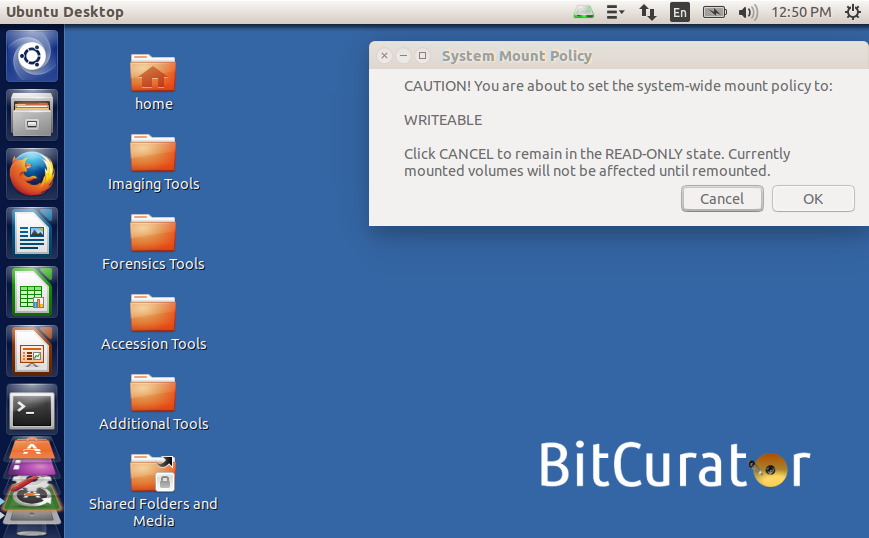 Ubuntu Desktop
En
12:50 PM
System Mount Policy
CAUTION! You are about to set the system-wide mount policy to:
WRITEABLE
Click CANCEL to remain in the READ-ONLY state. Currently
mounted volumes will not be affected until remounted.
Cancel
OK
home
Imaging Tools
Forensics Tools
Accession Tools
Additional Tools
Shared Folders and
Media
BitCurator